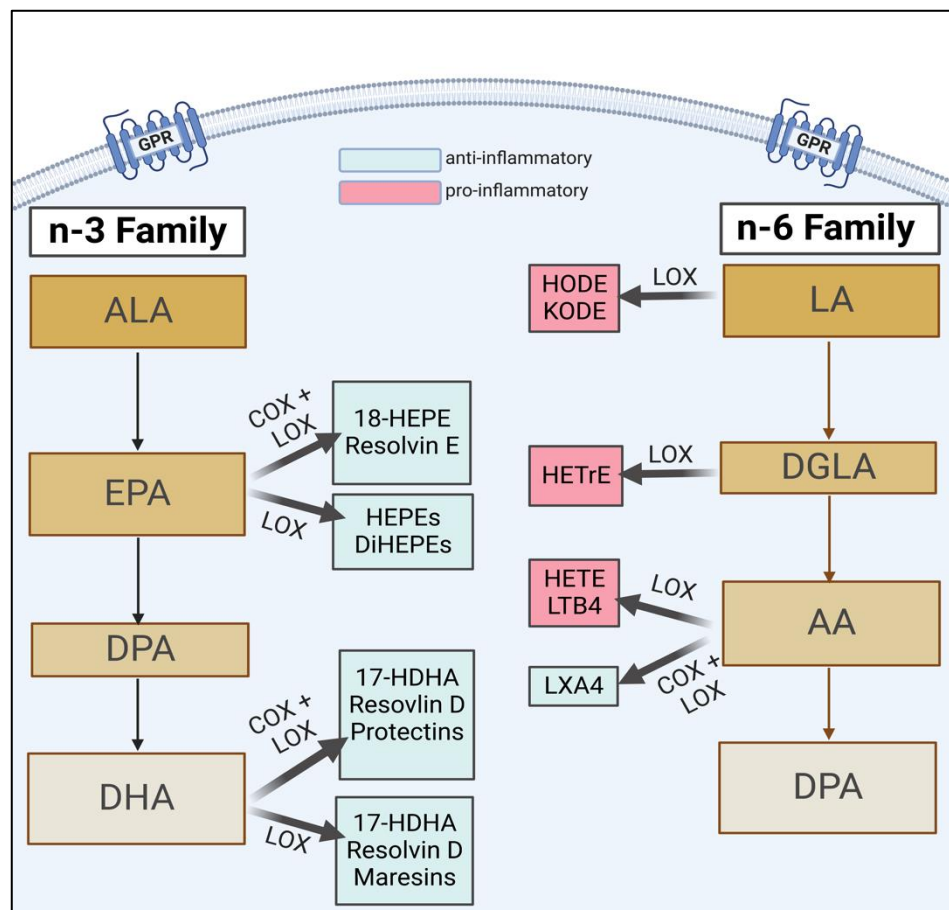 GPR
GPR
anti-inflammatory
pro-inflammatory
n-3 Family
n-6 Family
ALA
COX +
LOX
18-HEPE
Resolvin E
EPA
LOX
HEPEs
DiHEPEs
DPA
COX +
LOX
17-HDHA
Resovlin D
Protectins
DHA
LOX
17-HDHA
Resolvin D
Maresins
HODE
KODE
LOX
LA
HETrE
LOX
DGLA
HETE
LTB4
LOX
AA
LXA4
COX +
LOX
DPA